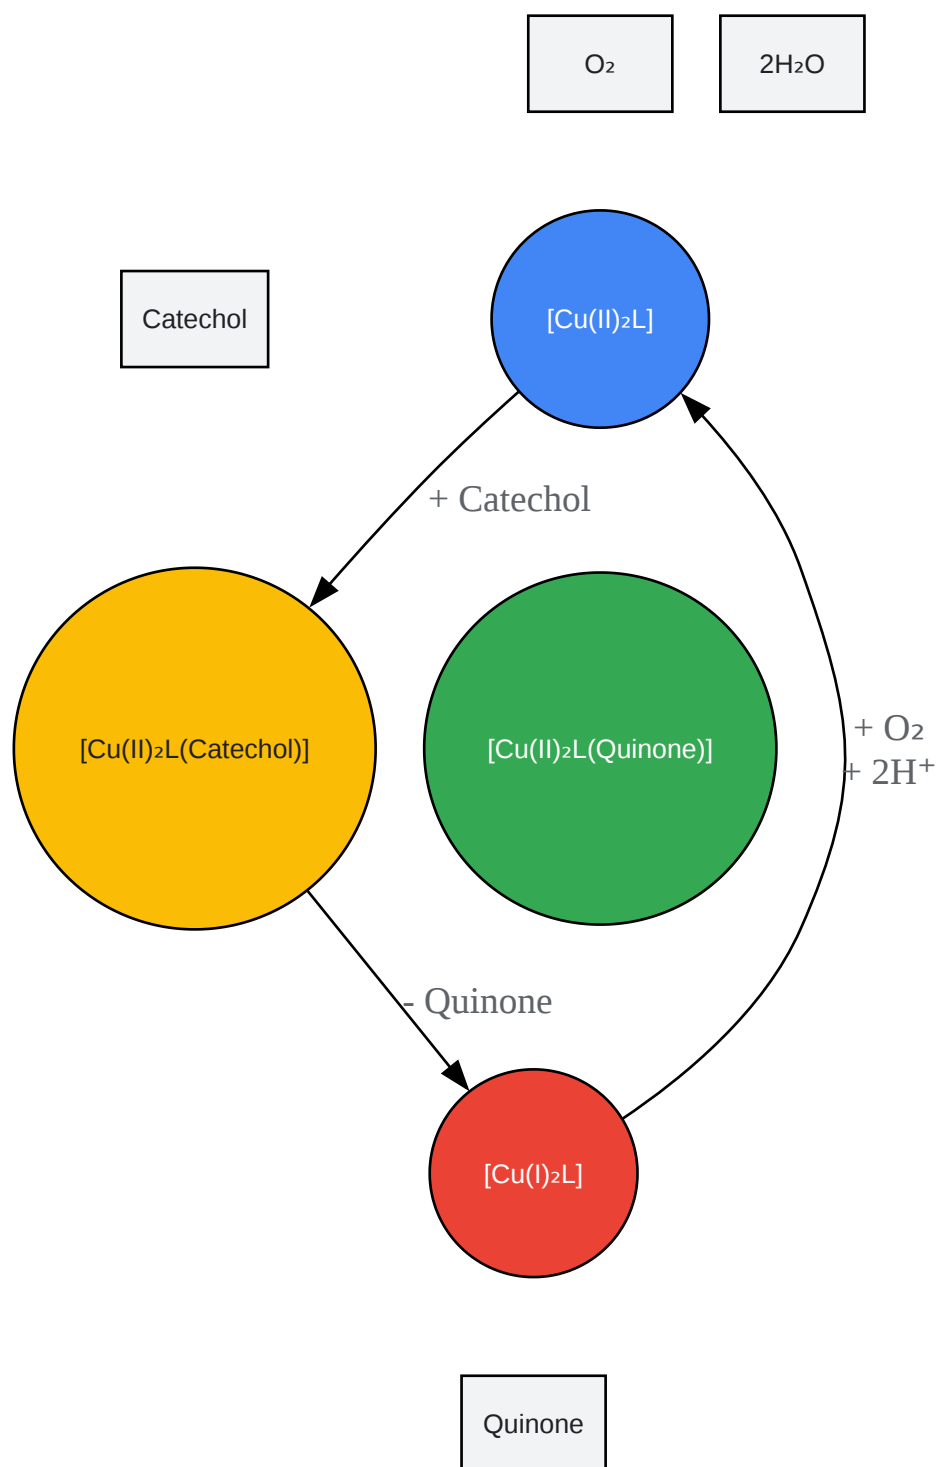 O₂
2H₂O
Catechol
[Cu(II)₂L]
+ Catechol
[Cu(II)₂L(Catechol)]
[Cu(II)₂L(Quinone)]
+ O₂
+ 2H⁺
- Quinone
[Cu(I)₂L]
Quinone